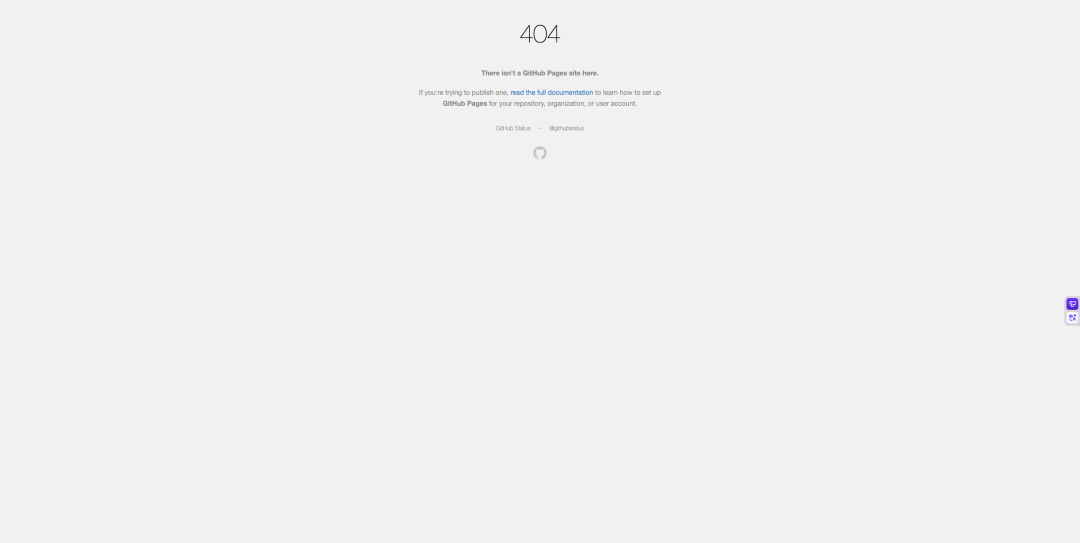 404
There isn't a GitHub Pages site here.
If you're trying to publish one, read the full documentation to learn how to set up
GitHub Pages for your repository, organization, or user account.
GitHub Status — @githubstatus